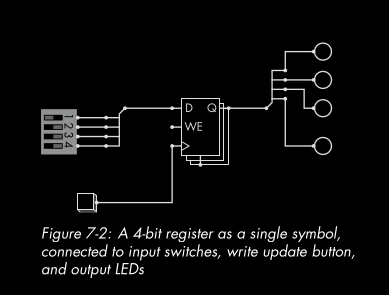 D Q
WE
1
2
3
4
Figure 7-2: A 4-bit register as a single symbol,
connected to input switches, write update button,
and output LEDs